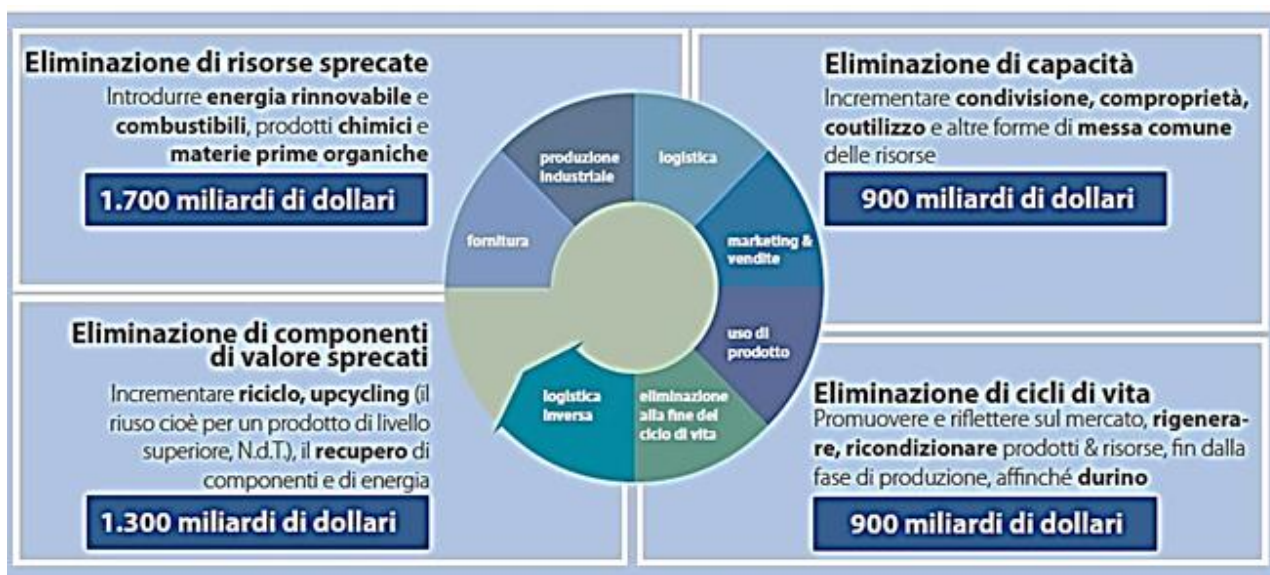 Eliminazione di risorse sprecate
Introdurre energia rinnovabile e
combustibili, prodotti chimici e
materie prime organiche
1.700 miliardi di dollari
Eliminazione di capacità
Incrementare condivisione, comproprietà,
coutilizzo e altre forme di messa comune
delle risorse
900 miliardi di dollari
fornitura
produzione
industriale
logistica
marketing &
vendite
uso di
prodotto
eliminazione
alla fine del
ciclo di vita
logistica
inversa
Eliminazione di componenti
di valore sprecati
Incrementare riciclo, upcycling (il
riuso cioè per un prodotto di livello
superiore, N.d.T.), il recupero di
componenti e di energia
1.300 miliardi di dollari
Eliminazione di cicli di vita
Promuovere e riflettere sul mercato, rigenera-
re, ricondizionare prodotti & risorse, fin dalla
fase di produzione, affinché durino
900 miliardi di dollari